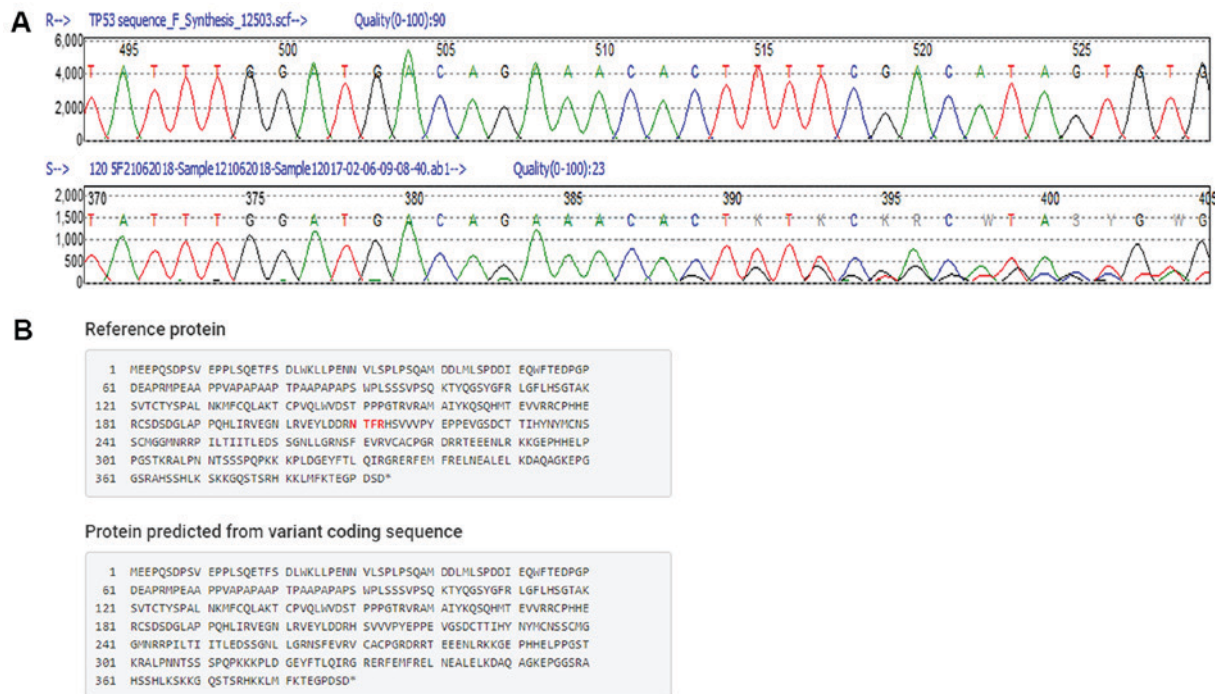 A
R--> TP53 sequence_F_Synthesis_12503.scf--> Quality(0-100):90
495 500 505 510 515 520 525
T A T T T G G A T G A C A G A A A C A C T T T T C G A C A T A G T G T G
6,000
4,000
2,000
0
S--> 120 5F21062018-Sample121062018-Sample12017-02-06-09-08-40.ab1--> Quality(0-100):23
370 375 380 385 390 395 400 405
T A T T T G G A T G A C A G A A A C A C T K T K C K R C W T A S Y G W G
2,000
1,500
1,000
500
0
B
Reference protein
1 MEEPQSDPSV EPPLSQETFS DLWKLLPENN VLSPLPSQAM DDLMLSPDDI EQWFTEDPGP
61 DEAPRMPEAA PPVAPAPAAP TPAAPAPAPS WPLSSSVPSQ KTYQGSYGFR LGFLHSGTAK
121 SVTCTYSPAL NKMFCQLAKT CPVQLWVDST PPPGTRVRAM AIYKQSQHMT EVVRRCPHHE
181 RCSDSDGLAP PQHLIRVEGN LRVEYLDDRN TFRHSVVVPY EPPEVGSDCT TIHYNYMCNS
241 SCMGGMNRRP ILTIITLEDS SGNLLGRNSF EVRVCACPGR DRRTEEENLR KKGEPHHELP
301 PGSTKRALPN NTSSSPQPKK KPLDGEYFTL QIRGRERFEM FRELNEALEL KDAQAGKEPG
361 GSRAHSSHLK SKKGQSTSRH KKLMFKTEGP DSD*
Protein predicted from variant coding sequence
1 MEEPQSDPSV EPPLSQETFS DLWKLLPENN VLSPLPSQAM DDLMLSPDDI EQWFTEDPGP
61 DEAPRMPEAA PPVAPAPAAP TPAAPAPAPS WPLSSSVPSQ KTYQGSYGFR LGFLHSGTAK
121 SVTCTYSPAL NKMFCQLAKT CPVQLWVDST PPPGTRVRAM AIYKQSQHMT EVVRRCPHHE
181 RCSDSDGLAP PQHLIRVEGN LRVEYLDDRH SVVVPYEPPE VGSDCTTIHY NYMCNSSCMG
241 GMNRRPILTI ITLEDSSGNL LGRNSFEVRV CACPGRDRRT EEENLRKKGE PHHELPPGST
301 KRALPNNTSS SPQPKKKPLD GEYFTLQIRG RERFEMFREL NEALELKDAQ AGKEPGGSRA
361 HSSHLKSKKG QSTSRHKKLM FKTEGPDSD*